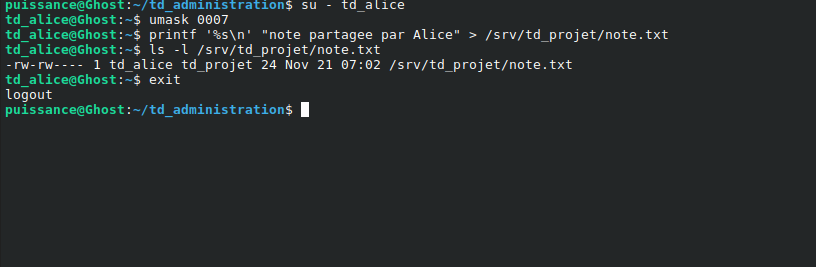 puissance@Ghost:~/td_administration$ su - td_alice
td_alice@Ghost:~$ umask 0007
td_alice@Ghost:~$ printf '%s\n' "note partagee par Alice" > /srv/td_projet/note.txt
td_alice@Ghost:~$ ls -l /srv/td_projet/note.txt
-rw-rw---- 1 td_alice td_projet 24 Nov 21 07:02 /srv/td_projet/note.txt
td_alice@Ghost:~$ exit
logout
puissance@Ghost:~/td_administration$